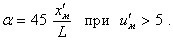 α = 45 x′м / L при u′м > 5 .